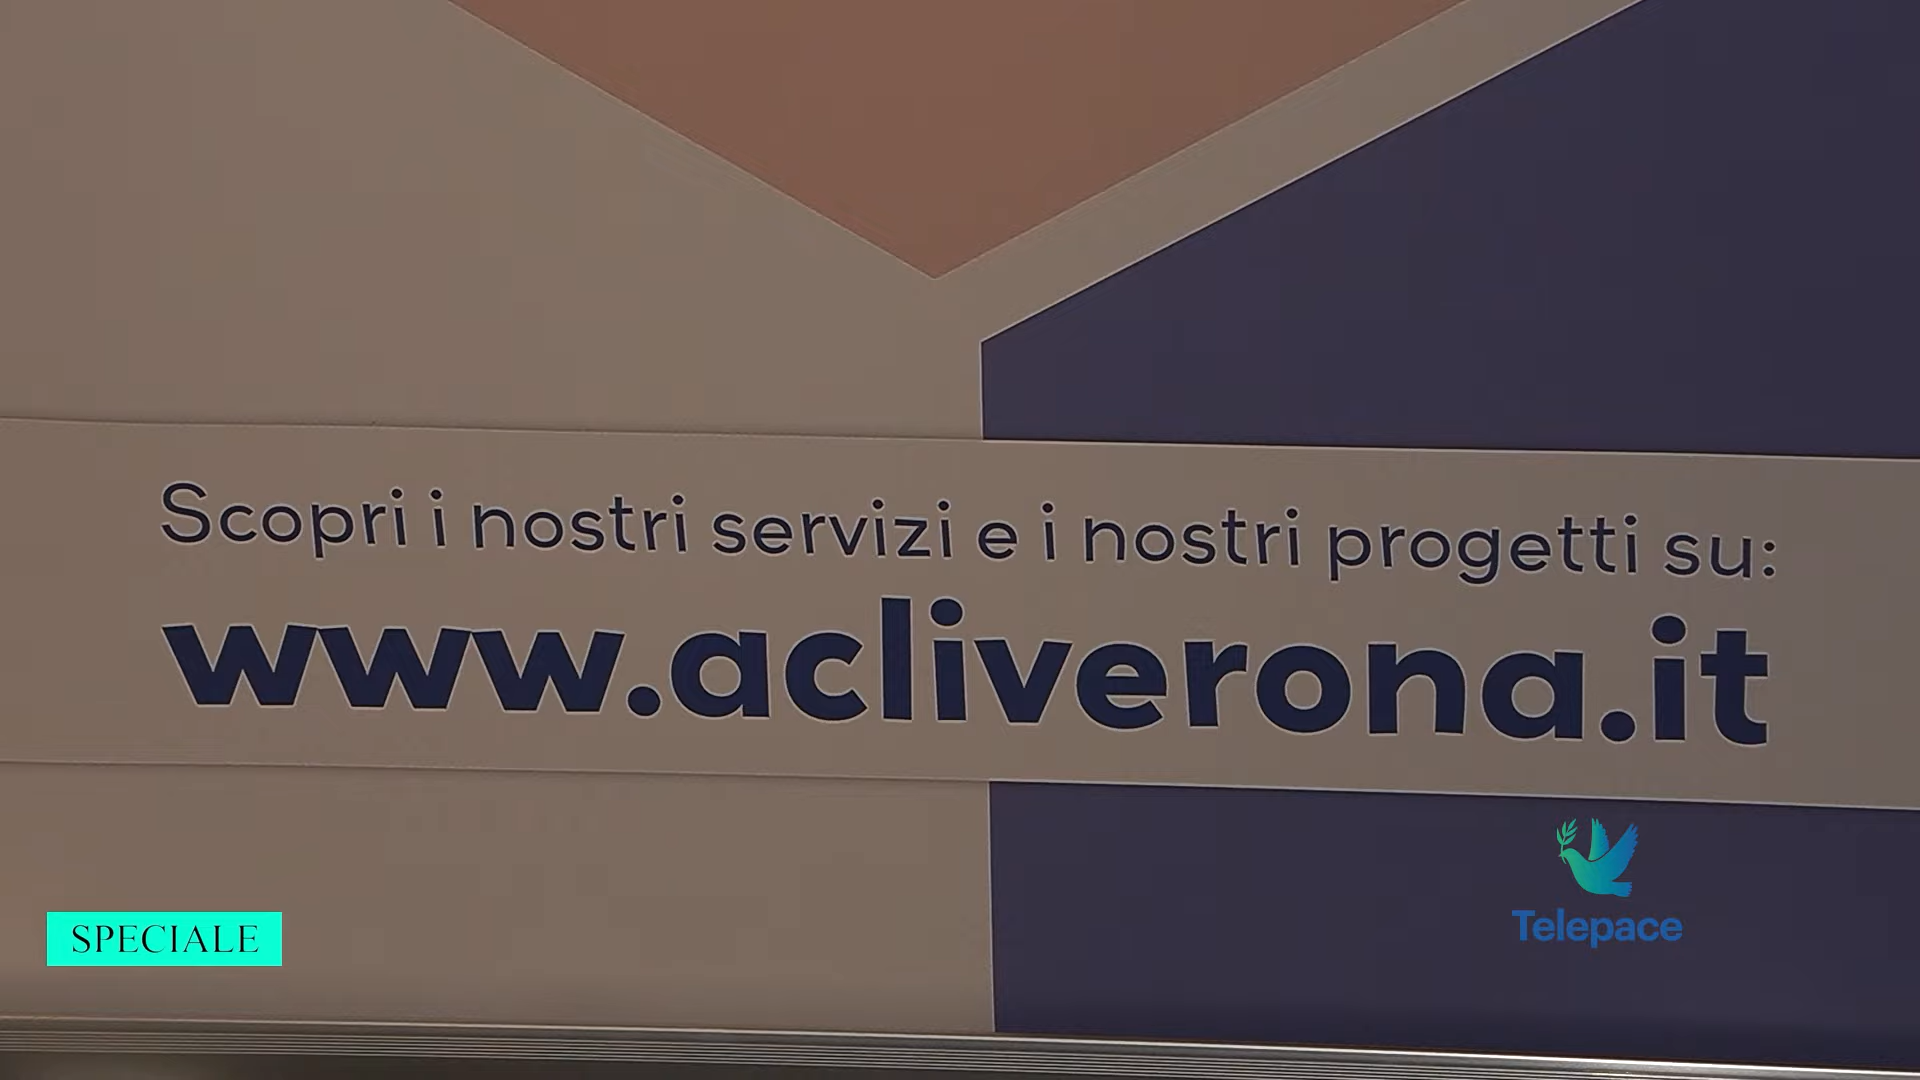 Scopri i nostri servizi e i nostri progetti su:
www.acliverona.it
SPECIALE
Telepace